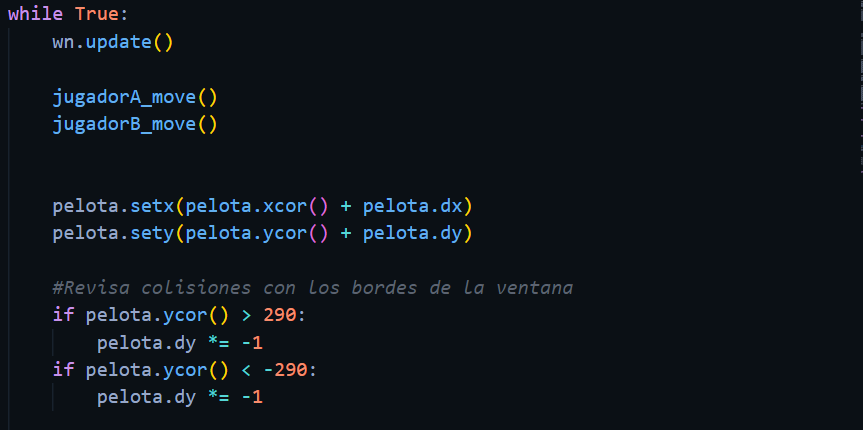 while True:
    wn.update()
    jugadorA_move()
    jugadorB_move()
    pelota.setx(pelota.xcor() + pelota.dx)
    pelota.sety(pelota.ycor() + pelota.dy)
    #Revisa colisiones con los bordes de la ventana
    if pelota.ycor() > 290:
        pelota.dy *= -1
    if pelota.ycor() < -290:
        pelota.dy *= -1